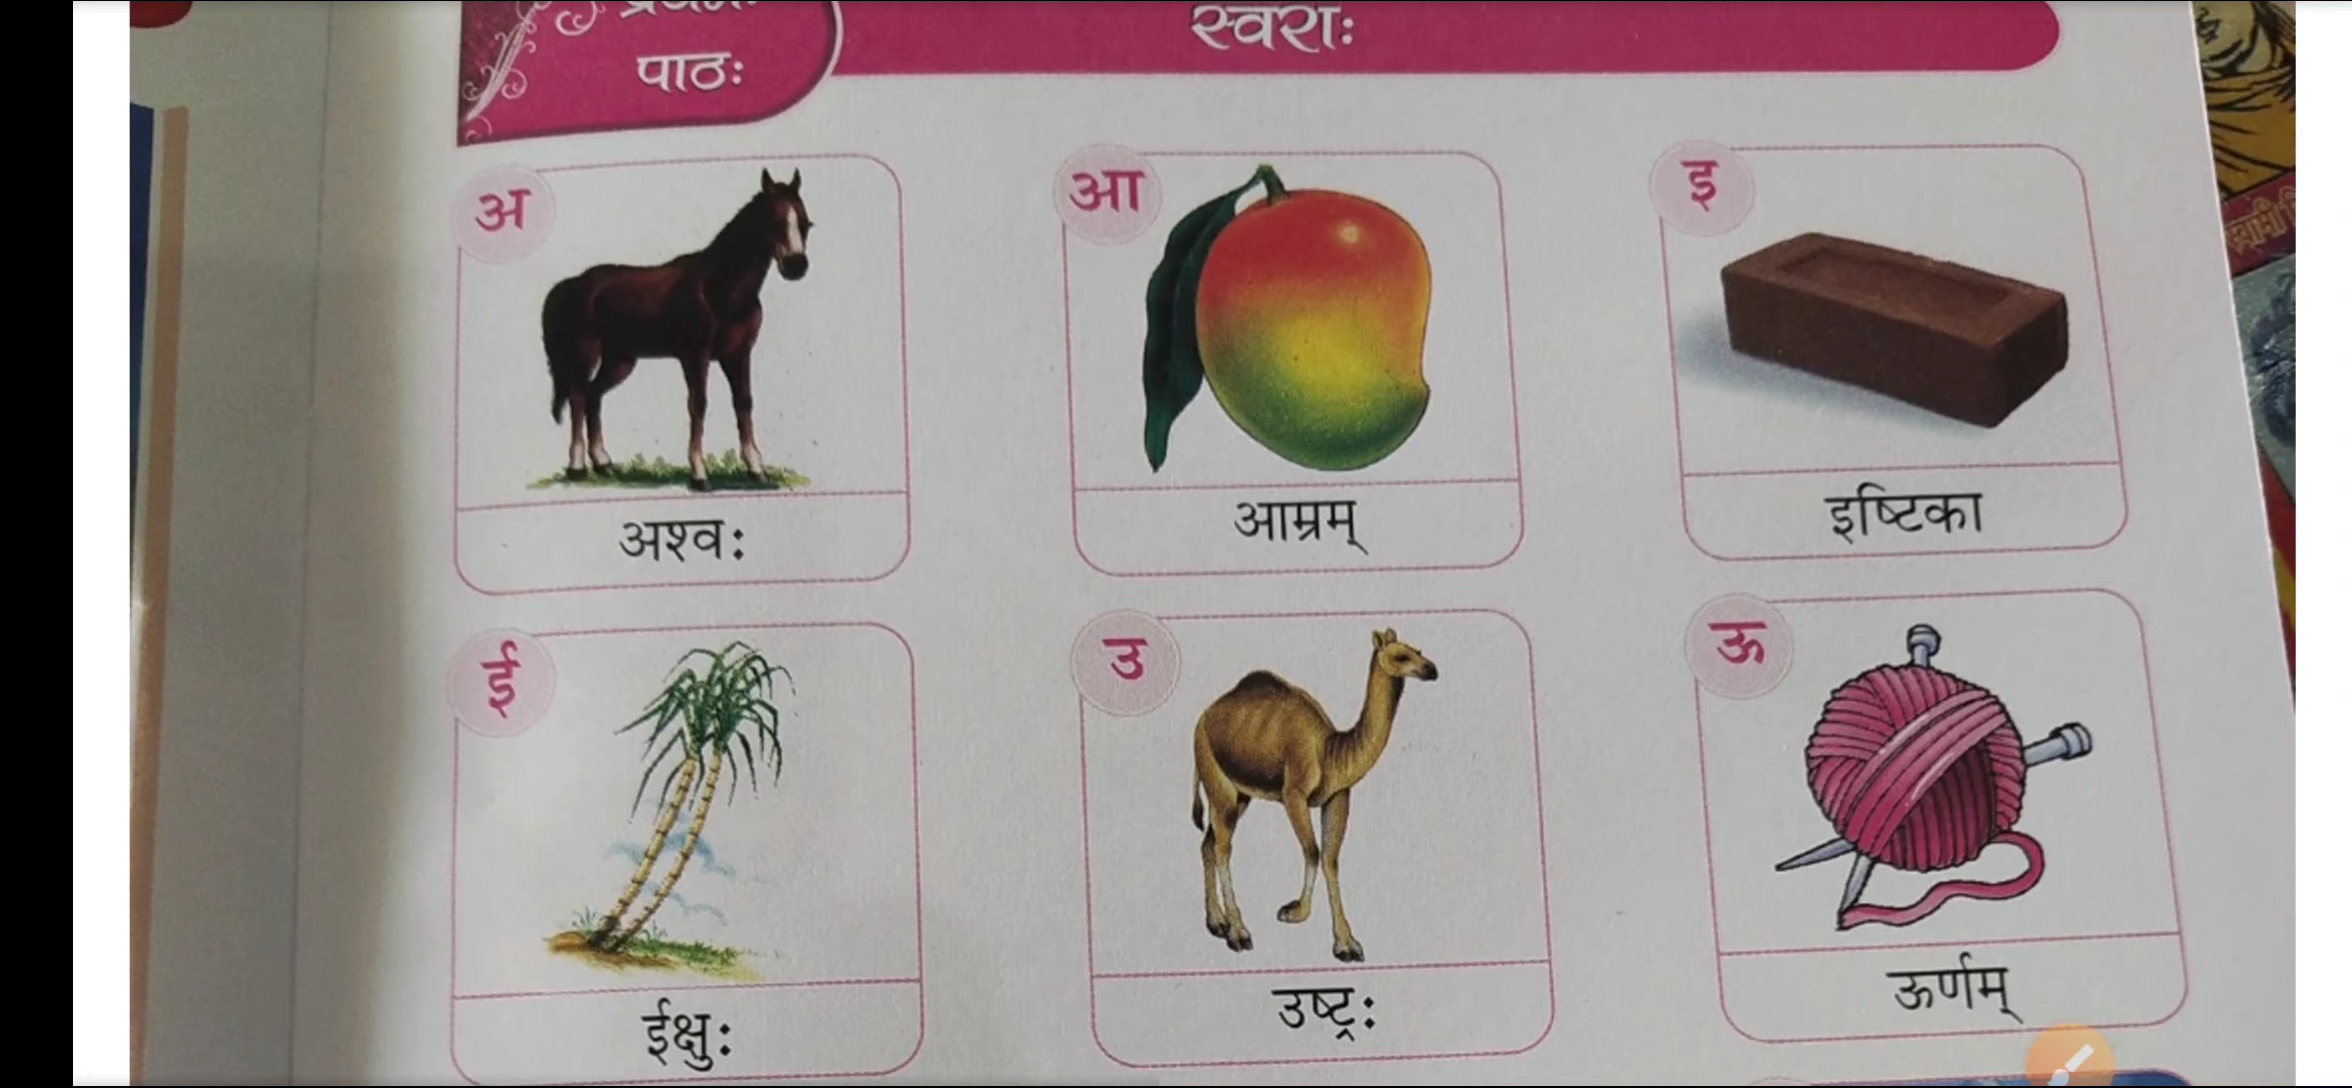 पाठः
स्वराः
अ
अश्वः
आ
आम्रम्
इ
इष्टिका
ई
ईक्षुः
उ
उष्ट्रः
ऊ
ऊर्णम्
स्वामी